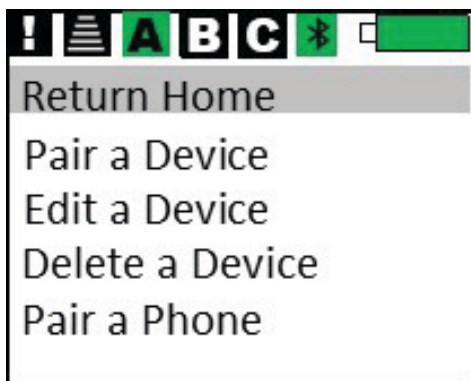 ! A B C
Return Home
Pair a Device
Edit a Device
Delete a Device
Pair a Phone